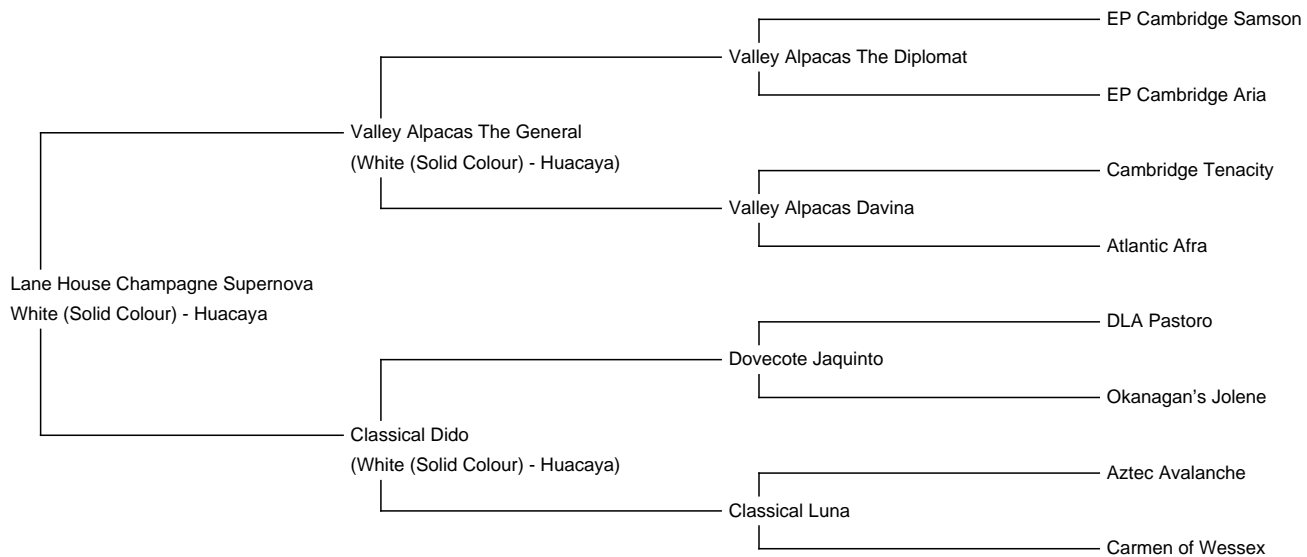 EP Cambridge Samson
Valley Alpacas The Diplomat
EP Cambridge Aria
Valley Alpacas The General
(White (Solid Colour) - Huacaya)
Cambridge Tenacity
Valley Alpacas Davina
Atlantic Afra
Lane House Champagne Supernova
White (Solid Colour) - Huacaya
DLA Pastoro
Dovecote Jaquinto
Okanagan's Jolene
Classical Dido
(White (Solid Colour) - Huacaya)
Aztec Avalanche
Classical Luna
Carmen of Wessex